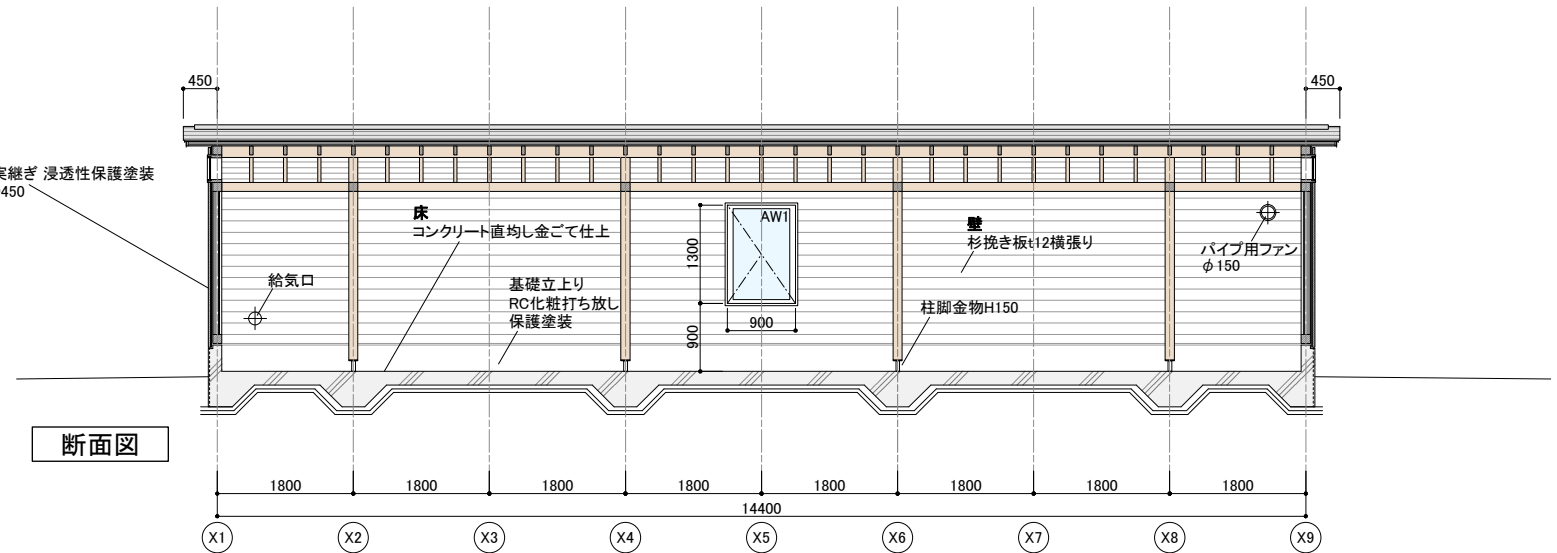 450
450
実継ぎ 浸透性保護塗装
450
床
コンクリート直均し金ごて仕上
AW1
壁
杉挽き板t12横張り
パイプ用ファン
φ150
1300
給気口
基礎立上り
RC化粧打ち放し
保護塗装
柱脚金物H150
900
900
断面図
1800
1800
1800
1800
1800
1800
1800
1800
14400
X1
X2
X3
X4
X5
X6
X7
X8
X9